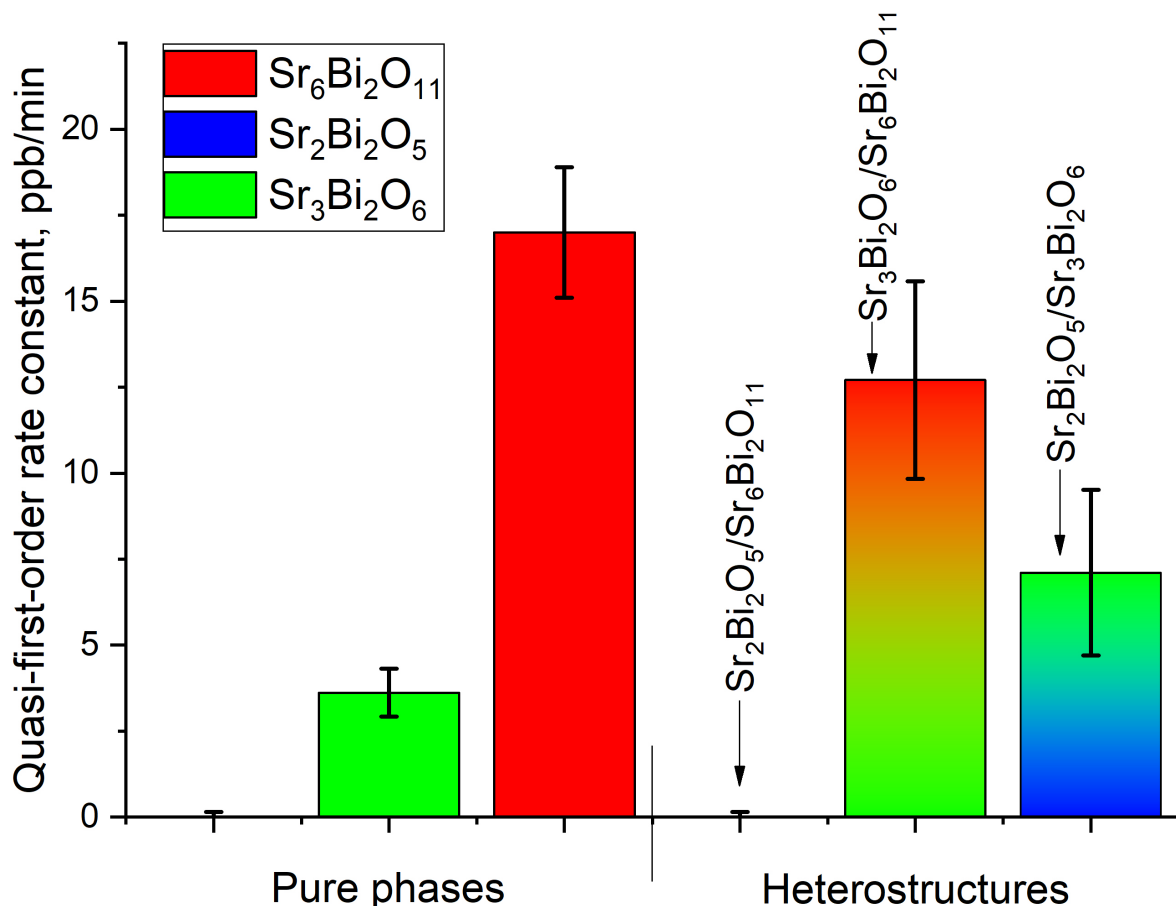 Quasi-first-order rate constant, ppb/min
20
15
10
5
0
Sr₆Bi₂O₁₁
Sr₂Bi₂O₅
Sr₃Bi₂O₆
Sr₂Bi₂O₅/Sr₆Bi₂O₁₁
Sr₃Bi₂O₆/Sr₆Bi₂O₁₁
Sr₂Bi₂O₅/Sr₃Bi₂O₆
Pure phases
Heterostructures